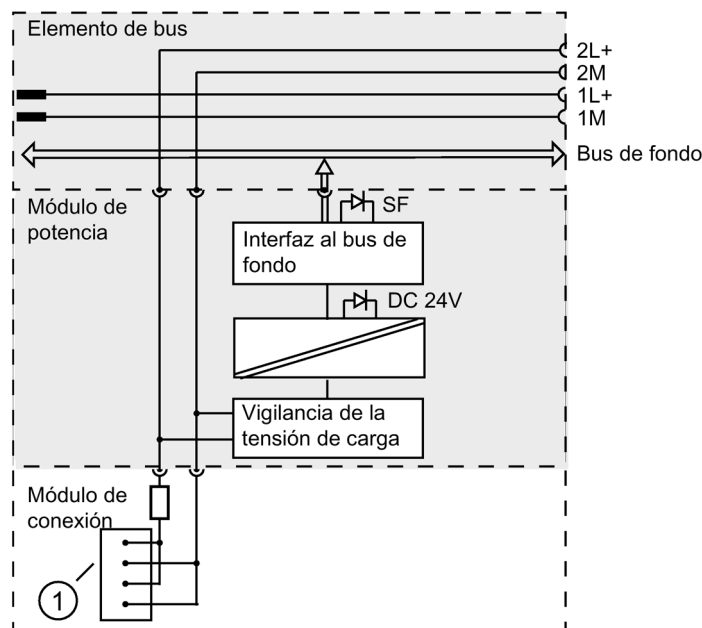 Elemento de bus
2L+
2M
1L+
1M
Bus de fondo
Módulo de
potencia
SF
Interfaz al bus de
fondo
DC 24V
Vigilancia de la
tensión de carga
Módulo de
conexión
1